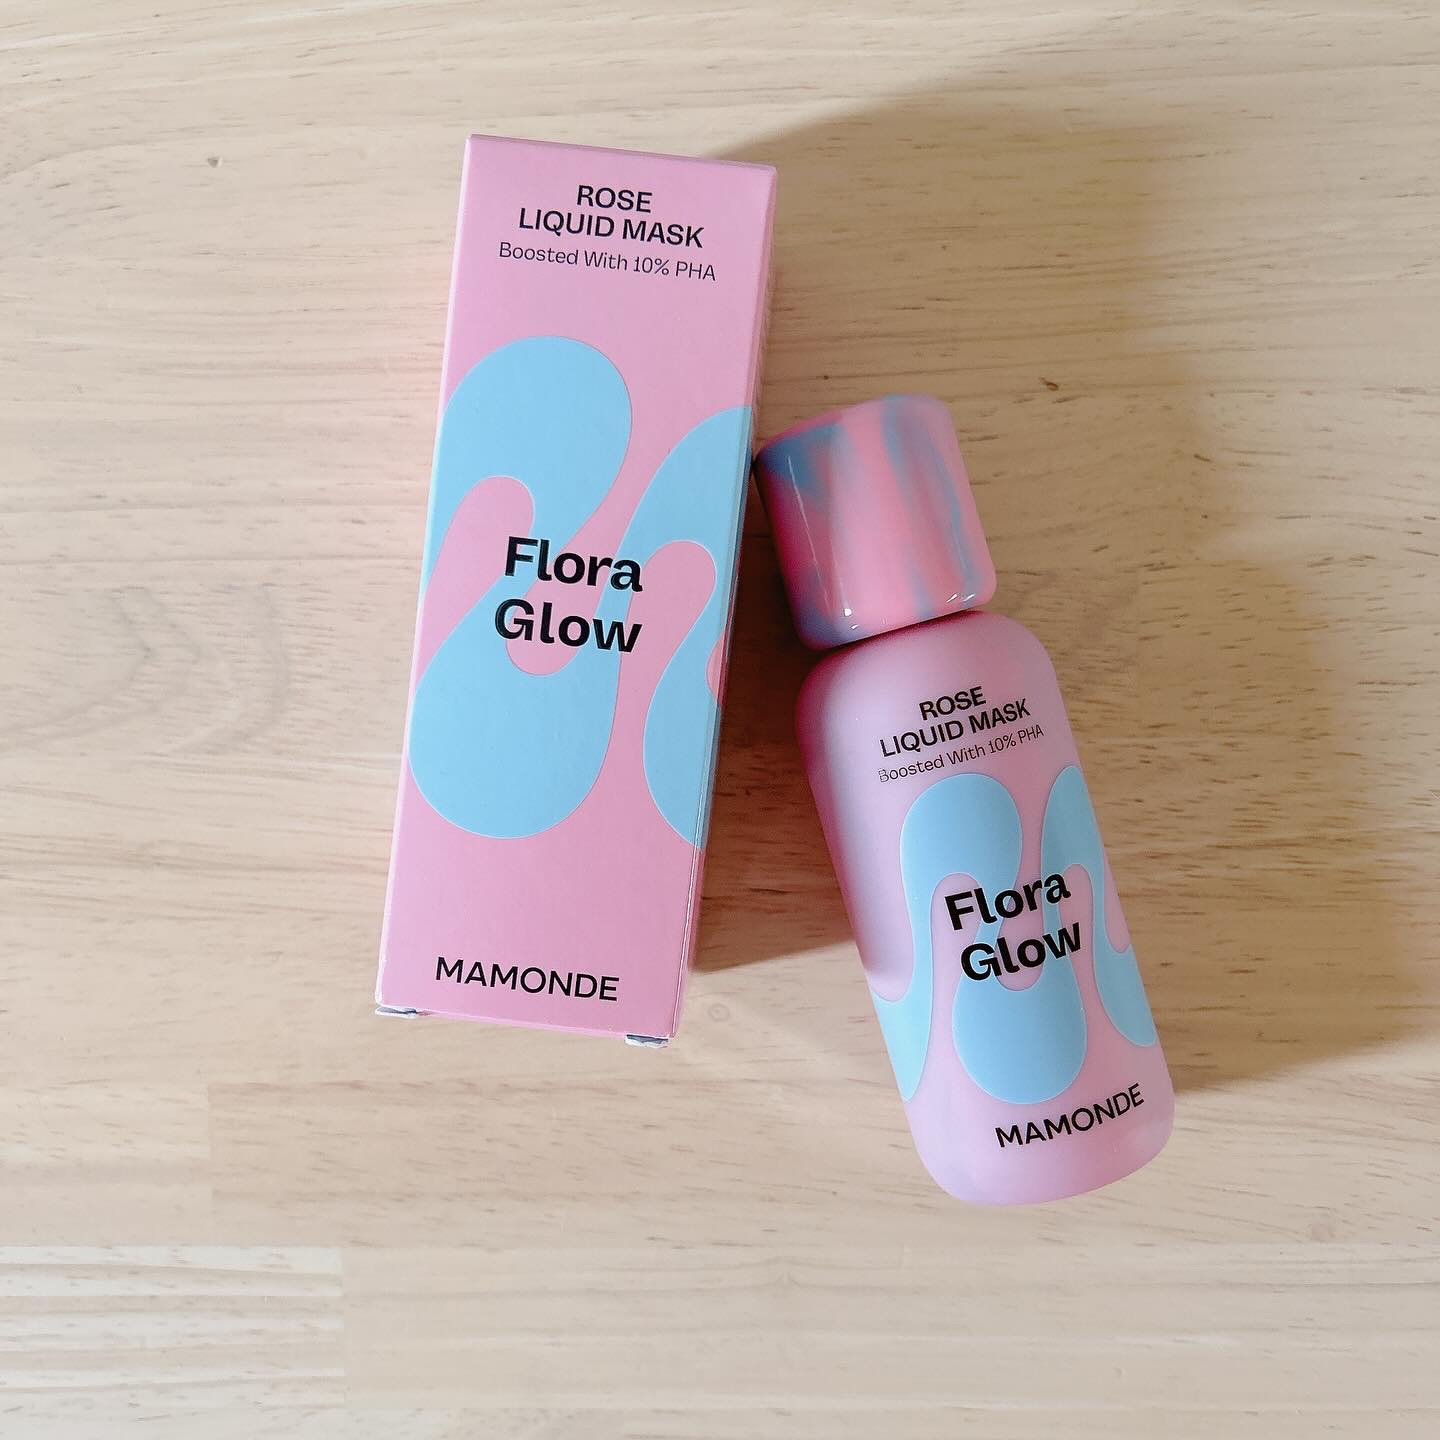 ROSE
LIQUID MASK
Boosted With 10% PHA
Flora
Glow
MAMONDE
ROSE
LIQUID MASK
Boosted With 10% PHA
Flora
Glow
MAMONDE